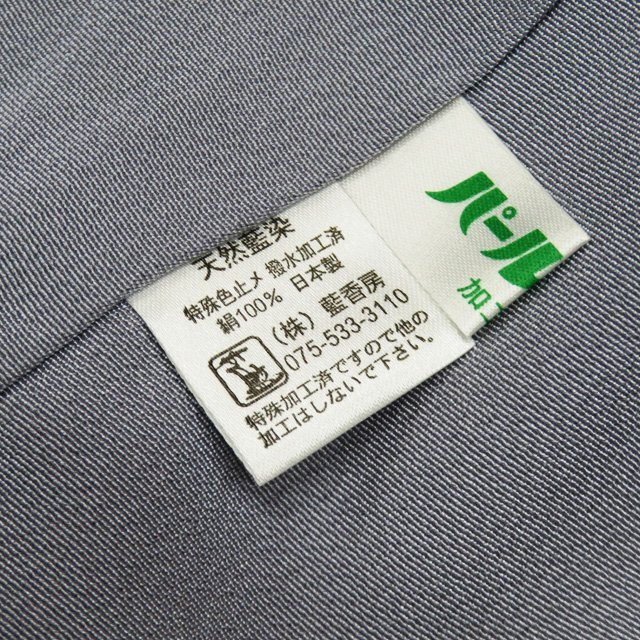 天然藍染
特殊色止メ 撥水加工済
絹100% 日本製
(株) 藍香房
075-533-3110
特殊加工済ですので他の
加工はしないで下さい。
パール
加工